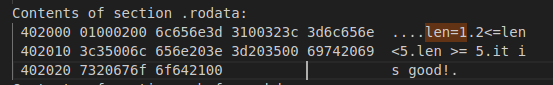 Contents of section .rodata:
402000 01000200 6c656e3d 3100323c 3d6c656e ....len=1.2<=len
402010 3c35006c 656e203e 3d203500 69742069 <5.len >= 5.it i
402020 7320676f 6f642100 s good!.